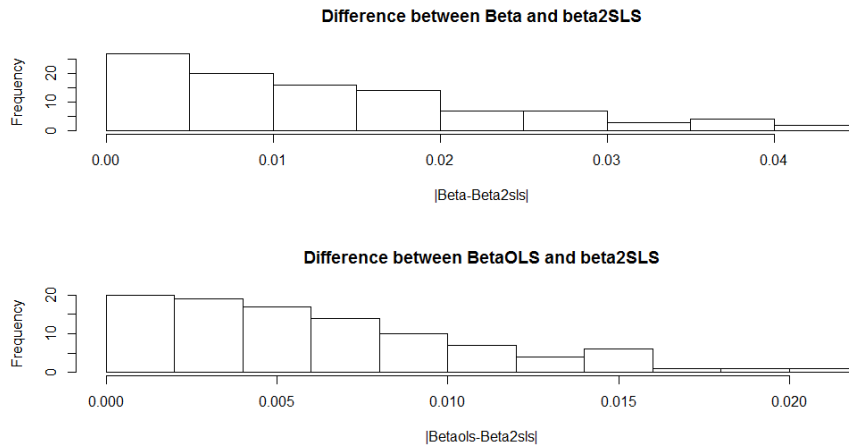 Difference between Beta and beta2SLS
Frequency
20
10
0
0.00 0.01 0.02 0.03 0.04
|Beta-Beta2sls|
Difference between BetaOLS and beta2SLS
Frequency
20
10
0
0.000 0.005 0.010 0.015 0.020
|Betaols-Beta2sls|